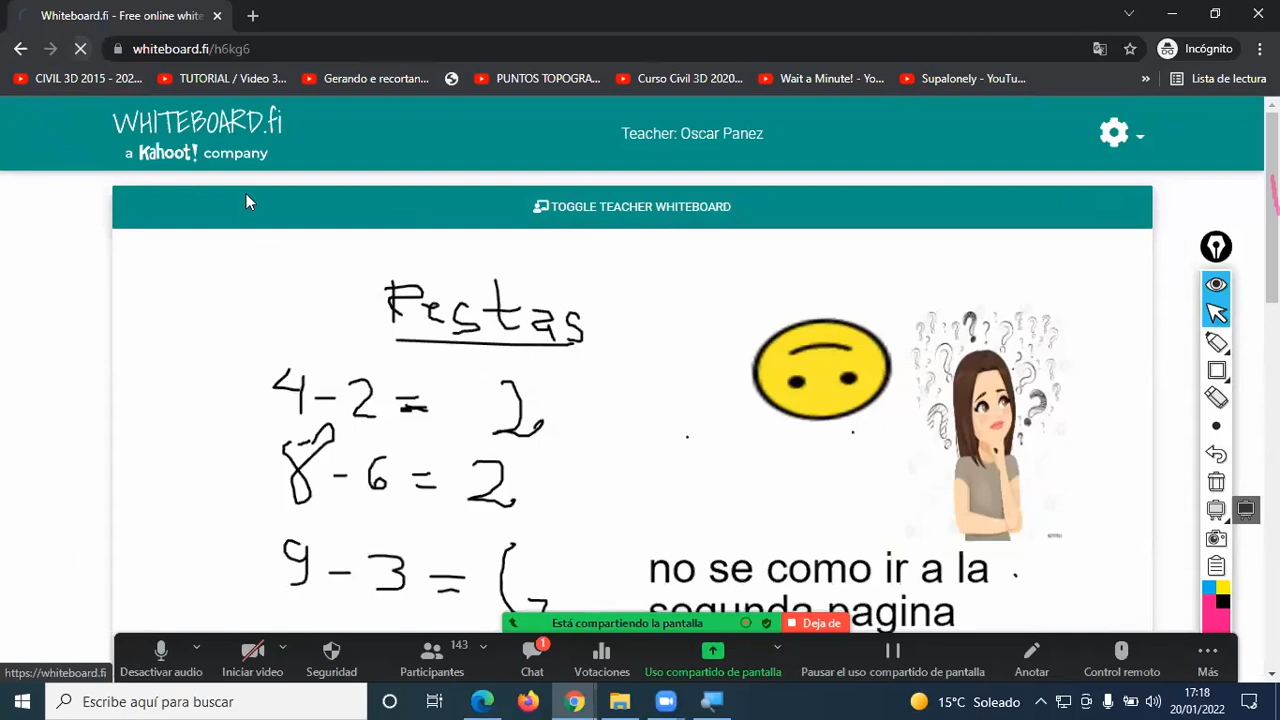 Whiteboard.fi - Free online white
whiteboard.fi/h6kg6
Incógnito
CIVIL 3D 2015 - 202...
TUTORIAL / Video 3...
Gerando e recortan...
PUNTOS TOPOGRA...
Curso Civil 3D 2020...
Wait a Minute! - Yo...
Supalonely - YouTu...
»
Lista de lectura
WHITEBOARD.fi
a Kahoot! company
Teacher: Oscar Panez
TOGGLE TEACHER WHITEBOARD
Restas
4-2= 2
8-6=2
9-3=
no se como ir a la
segunda pagina
Está compartiendo la pantalla
Deja de
Desactivar audio
Iniciar video
Seguridad
Participantes
143
Chat
1
Votaciones
Uso compartido de pantalla
Pausar el uso compartido de pantalla
Anotar
Control remoto
Más
https://whiteboard.fi
Escribe aquí para buscar
15°C Soleado
17:18
20/01/2022